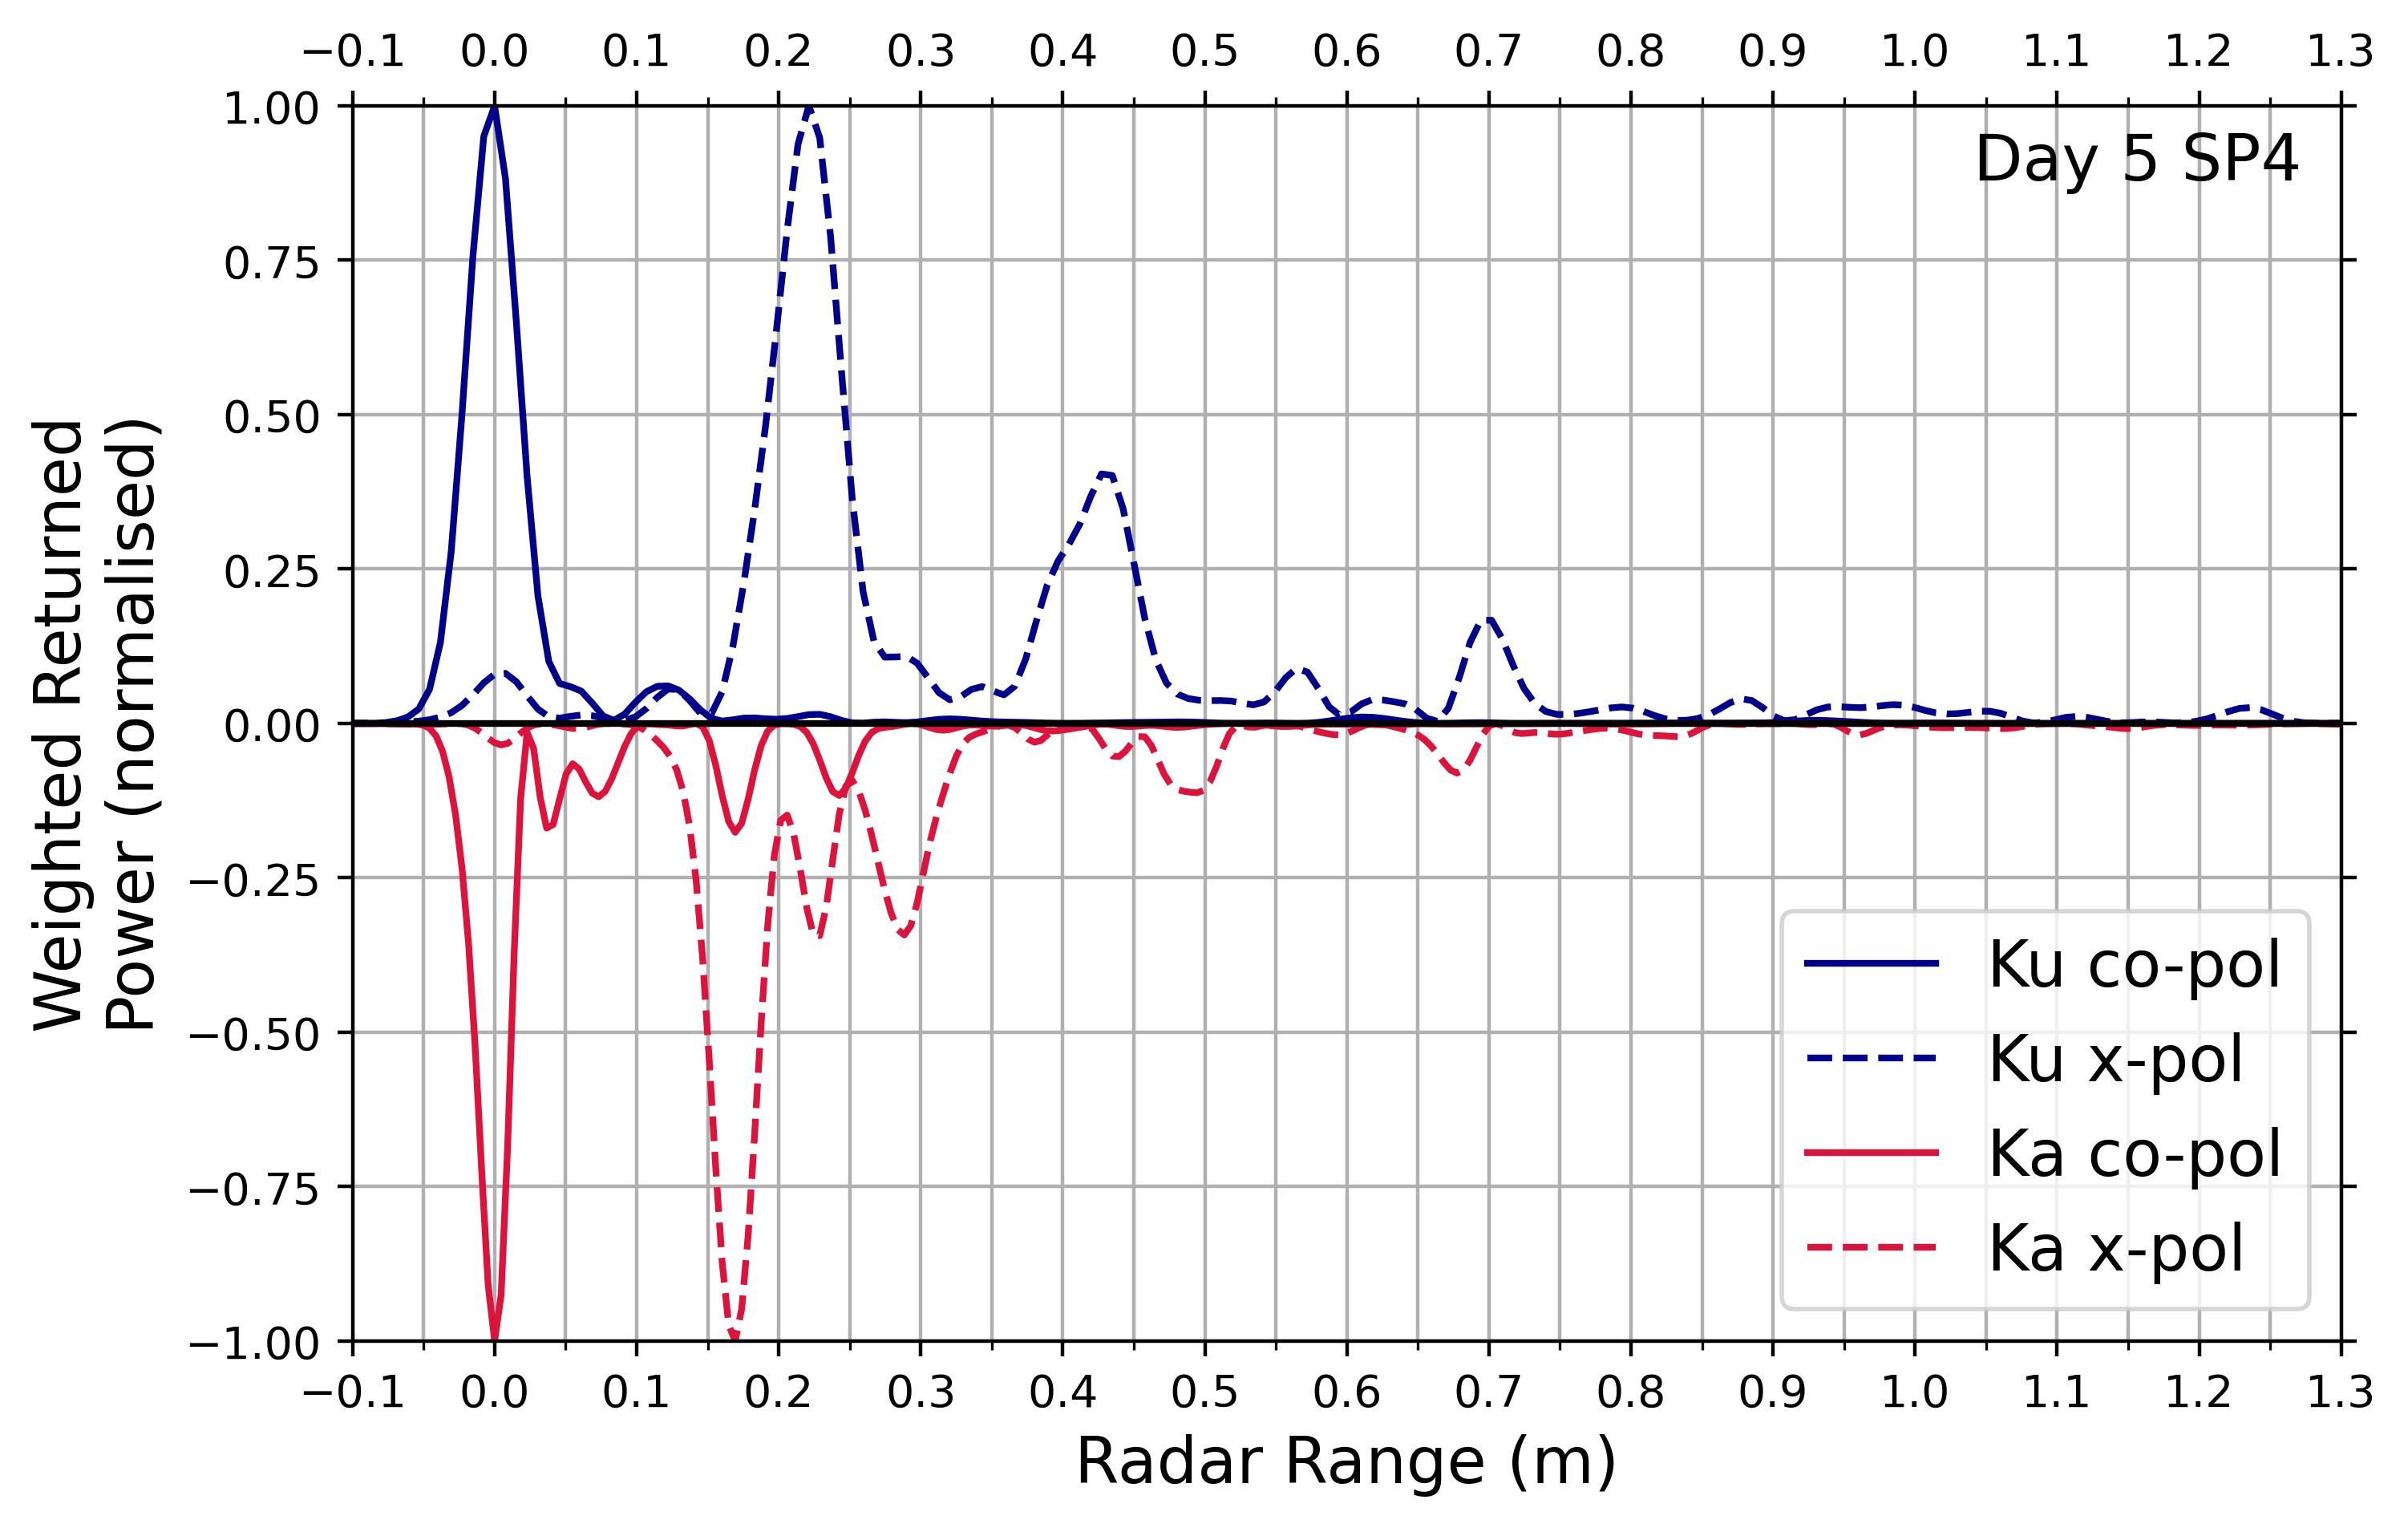 −0.1 0.0 0.1 0.2 0.3 0.4 0.5 0.6 0.7 0.8 0.9 1.0 1.1 1.2 1.3
Day 5 SP4
1.00
0.75
0.50
0.25
0.00
−0.25
−0.50
−0.75
−1.00
Weighted Returned
Power (normalised)
Ku co-pol
Ku x-pol
Ka co-pol
Ka x-pol
−0.1 0.0 0.1 0.2 0.3 0.4 0.5 0.6 0.7 0.8 0.9 1.0 1.1 1.2 1.3
Radar Range (m)